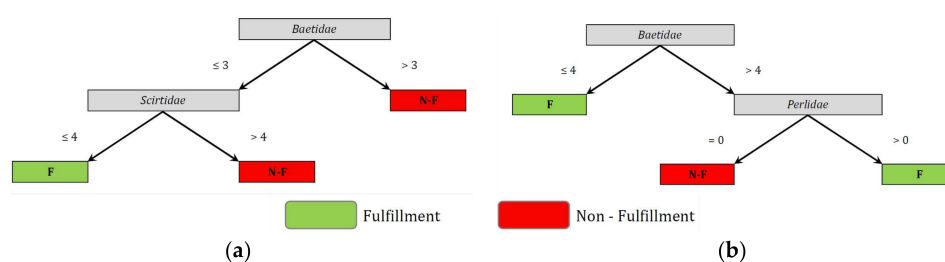 Baetidae
≤ 3
> 3
Scirtidae
N-F
≤ 4
> 4
F
N-F
Baetidae
≤ 4
> 4
F
Perlidae
= 0
> 0
N-F
F
Fulfillment
Non - Fulfillment
(a)
(b)